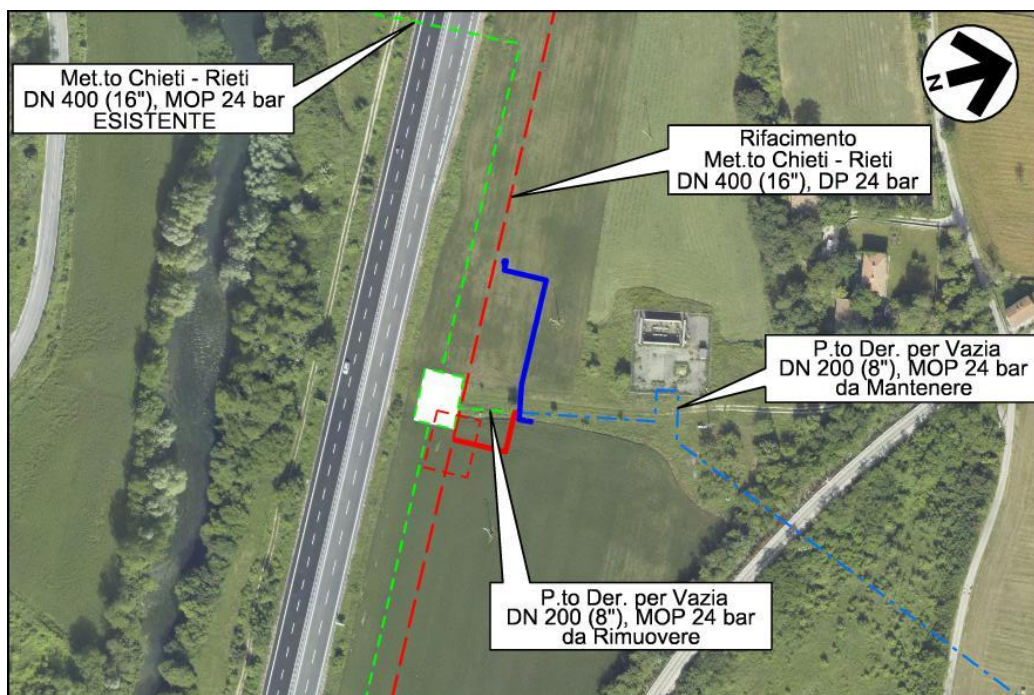 Met.to Chieti - Rieti
DN 400 (16"), MOP 24 bar
ESISTENTE
N
Rifacimento
Met.to Chieti - Rieti
DN 400 (16"), DP 24 bar
P.to Der. per Vazia
DN 200 (8"), MOP 24 bar
da Mantenere
P.to Der. per Vazia
DN 200 (8"), MOP 24 bar
da Rimuovere